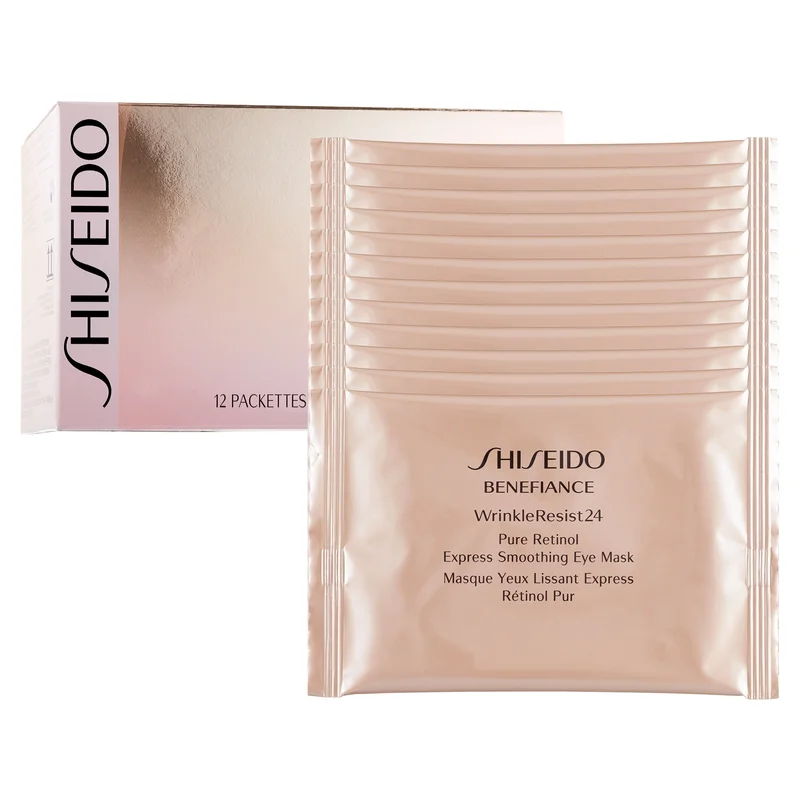 SHISEIDO
12 PACKETTES
SHISEIDO
BENEFIANCE
WrinkleResist24
Pure Retinol
Express Smoothing Eye Mask
Masque Yeux Lissant Express
Rétinol Pur